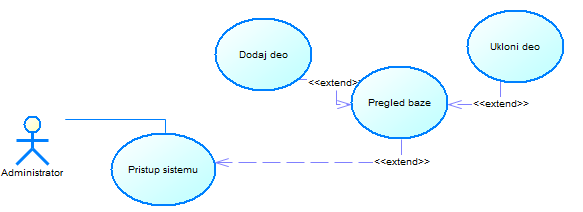 Dodaj deo
Ukloni deo
<<extend>>
Pregled baze
<<extend>>
Administrator
Pristup sistemu
<<extend>>